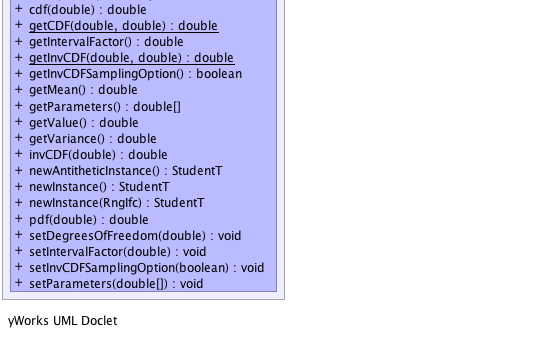 + cdf(double) : double
+ getCDF(double, double) : double
+ getIntervalFactor() : double
+ getInvCDF(double, double) : double
+ getInvCDFSamplingOption() : boolean
+ getMean() : double
+ getParameters() : double[]
+ getValue() : double
+ getVariance() : double
+ invCDF(double) : double
+ newAntitheticInstance() : StudentT
+ newInstance() : StudentT
+ newInstance(RngIfc) : StudentT
+ pdf(double) : double
+ setDegreesOfFreedom(double) : void
+ setIntervalFactor(double) : void
+ setInvCDFSamplingOption(boolean) : void
+ setParameters(double[]) : void
yWorks UML Doclet